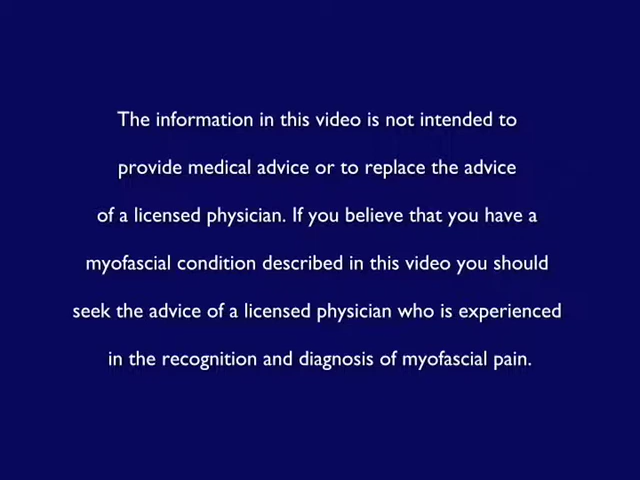 The information in this video is not intended to
provide medical advice or to replace the advice
of a licensed physician. If you believe that you have a
myofascial condition described in this video you should
seek the advice of a licensed physician who is experienced
in the recognition and diagnosis of myofascial pain.